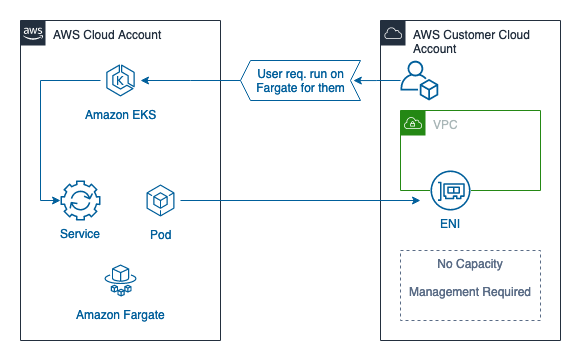 aws
AWS Cloud Account
AWS Customer Cloud
Account
User req. run on
Fargate for them
K
Amazon EKS
VPC
Service
Pod
ENI
Amazon Fargate
No Capacity
Management Required